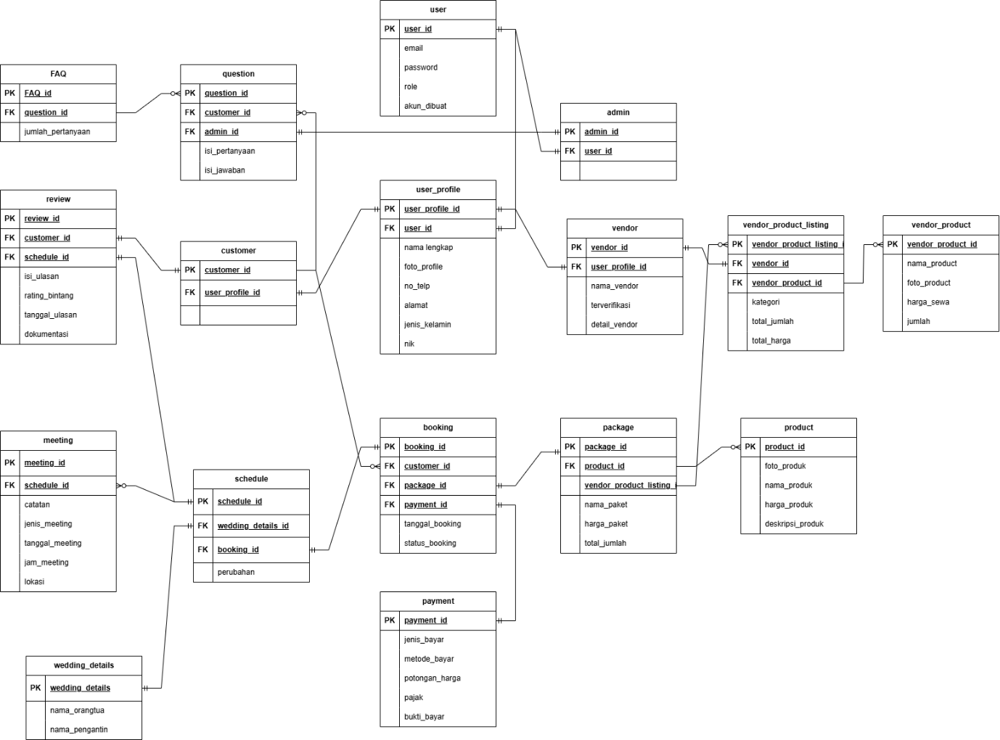 user
PK user_id
email
password
role
akun_dibuat
FAQ
PK FAQ_id
FK question_id
jumlah_pertanyaan
question
PK question_id
FK customer_id
FK admin_id
isi_pertanyaan
isi_jawaban
admin
PK admin_id
FK user_id
review
PK review_id
FK customer_id
FK schedule_id
isi_ulasan
rating_bintang
tanggal_ulasan
dokumentasi
customer
PK customer_id
FK user_profile_id
user_profile
PK user_profile_id
FK user_id
nama lengkap
foto_profile
no_telp
alamat
jenis_kelamin
nik
vendor
PK vendor_id
FK user_profile_id
nama_vendor
terverifikasi
detail_vendor
vendor_product_listing
PK vendor_product_listing_i
FK vendor_id
FK vendor_product_id
kategori
total_jumlah
total_harga
vendor_product
PK vendor_product_id
nama_product
foto_product
harga_sewa
jumlah
meeting
PK meeting_id
FK schedule_id
catatan
jenis_meeting
tanggal_meeting
jam_meeting
lokasi
schedule
PK schedule_id
FK wedding_details_id
FK booking_id
perubahan
booking
PK booking_id
FK customer_id
FK package_id
FK payment_id
tanggal_booking
status_booking
package
PK package_id
FK product_id
vendor_product_listing_i
nama_paket
harga_paket
total_jumlah
product
PK product_id
foto_produk
nama_produk
harga_produk
deskripsi_produk
payment
PK payment_id
jenis_bayar
metode_bayar
potongan_harga
pajak
bukti_bayar
wedding_details
PK wedding_details
nama_orangtua
nama_pengantin